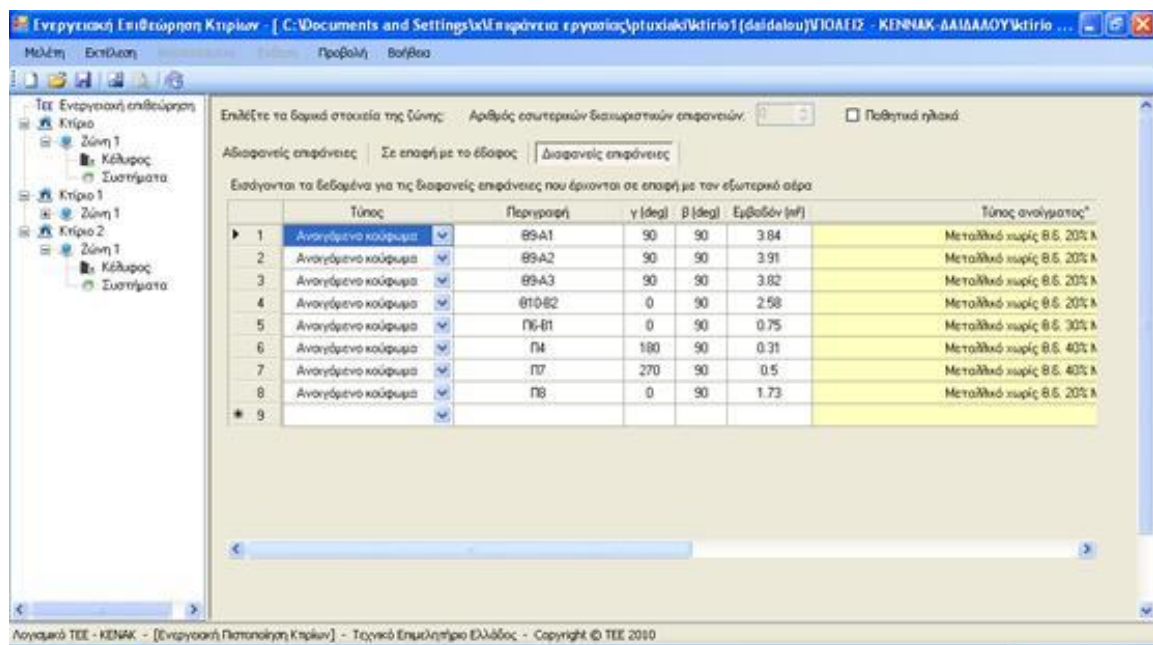 Ενεργειακή Επιθεώρηση Κτιρίων - [ C:\Documents and Settings\x\Επιφάνεια εργασίας\ptuxiaki\ktirio1(daidalou)\ΠΟΛΕΙΣ - KENNAK-ΔΑΙΔΑΛΟΥ\ktirio ...
Μελέτη Εκτέλεση Προβολή Βοήθεια
ΤΕΕ Ενεργειακή επιθεώρηση
Κτίριο
Ζώνη 1
Κέλυφος
Συστήματα
Κτίριο 1
Ζώνη 1
Κτίριο 2
Ζώνη 1
Κέλυφος
Συστήματα
Επιλέξτε τα δομικά στοιχεία της ζώνης: Αριθμός εσωτερικών διαχωριστικών επιφανειών: 0 Παθητικά ηλιακά
Αδιαφανείς επιφάνειες Σε επαφή με το έδαφος Διαφανείς επιφάνειες
Εισάγονται τα δεδομένα για τις διαφανείς επιφάνειες που έρχονται σε επαφή με τον εξωτερικό αέρα
Τύπος Περιγραφή γ (deg) β (deg) Εμβαδόν (m²) Τύπος ανοίγματος*
1 Ανοιγόμενο κούφωμα Θ9-Α1 90 90 3.84 Μεταλλικό χωρίς Θ.δ. 20% Μ
2 Ανοιγόμενο κούφωμα Θ9-Α2 90 90 3.91 Μεταλλικό χωρίς Θ.δ. 20% Μ
3 Ανοιγόμενο κούφωμα Θ9-Α3 90 90 3.82 Μεταλλικό χωρίς Θ.δ. 20% Μ
4 Ανοιγόμενο κούφωμα Θ10-Β2 0 90 2.58 Μεταλλικό χωρίς Θ.δ. 20% Μ
5 Ανοιγόμενο κούφωμα Π6-Β1 0 90 0.75 Μεταλλικό χωρίς Θ.δ. 30% Μ
6 Ανοιγόμενο κούφωμα Π4 180 90 0.31 Μεταλλικό χωρίς Θ.δ. 40% Μ
7 Ανοιγόμενο κούφωμα Π7 270 90 0.5 Μεταλλικό χωρίς Θ.δ. 40% Μ
8 Ανοιγόμενο κούφωμα Π8 0 90 1.73 Μεταλλικό χωρίς Θ.δ. 20% Μ
* 9
Λογισμικό ΤΕΕ - KENAK - [Ενεργειακή Πιστοποίηση Κτιρίων] - Τεχνικό Επιμελητήριο Ελλάδος - Copyright © TEE 2010